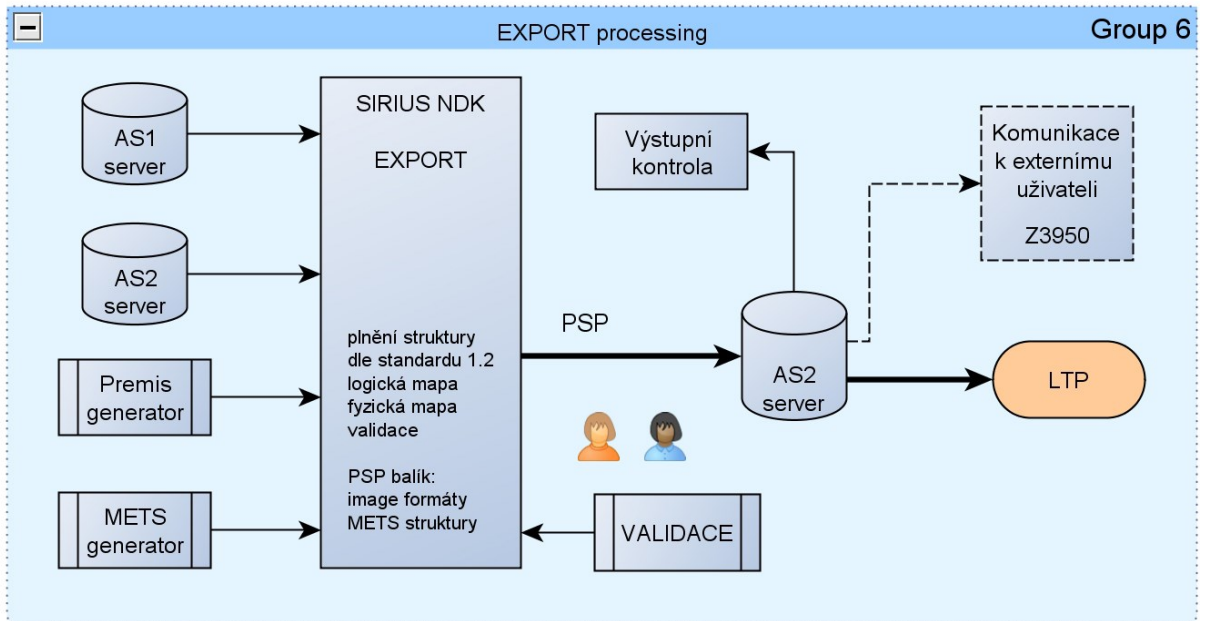 EXPORT processing
Group 6
AS1
server
AS2
server
Premis
generator
METS
generator
SIRIUS NDK
EXPORT
plnění struktury
dle standardu 1.2
logická mapa
fyzická mapa
validace
PSP balík:
image formáty
METS struktury
PSP
VALIDACE
Výstupní
kontrola
AS2
server
Komunikace
k externímu
uživateli
Z3950
LTP